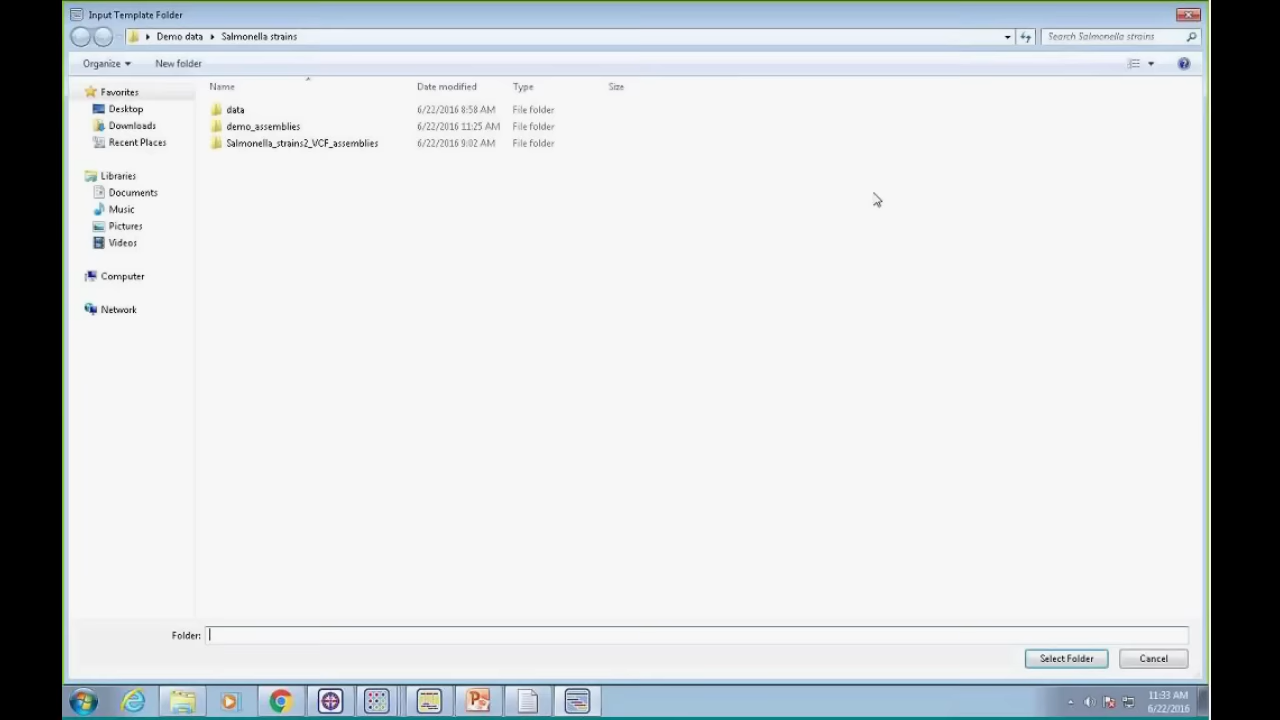 Input Template Folder
Demo data Salmonella strains Search Salmonella strains
Organize New folder
Name Date modified Type Size
Favorites
Desktop
Downloads
Recent Places
Libraries
Documents
Music
Pictures
Videos
Computer
Network
data 6/22/2016 8:58 AM File folder
demo_assemblies 6/22/2016 11:25 AM File folder
Salmonella_strains2_VCF_assemblies 6/22/2016 9:02 AM File folder
Folder:
Select Folder Cancel
11:33 AM
6/22/2016